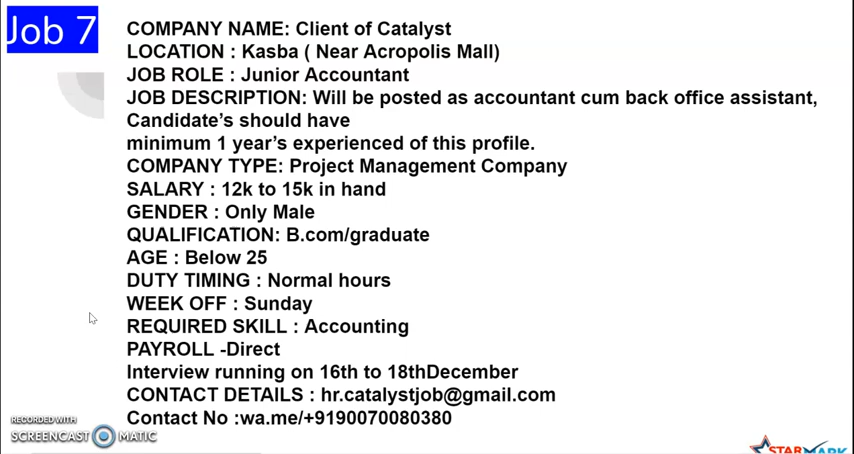 Job 7
COMPANY NAME: Client of Catalyst
LOCATION : Kasba ( Near Acropolis Mall)
JOB ROLE : Junior Accountant
JOB DESCRIPTION: Will be posted as accountant cum back office assistant,
Candidate's should have
minimum 1 year's experienced of this profile.
COMPANY TYPE: Project Management Company
SALARY : 12k to 15k in hand
GENDER : Only Male
QUALIFICATION: B.com/graduate
AGE : Below 25
DUTY TIMING : Normal hours
WEEK OFF : Sunday
REQUIRED SKILL : Accounting
PAYROLL -Direct
Interview running on 16th to 18thDecember
CONTACT DETAILS : hr.catalystjob@gmail.com
Contact No :wa.me/+9190070080380
RECORDED WITH
SCREENCAST MATIC
STARMARK